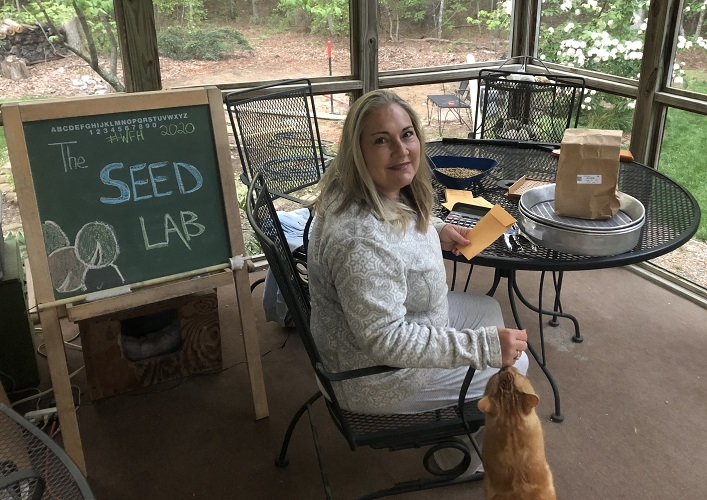 ABCDEFGHIJKLMNOPQRSTUVWXYZ
1234567890
#WFH 2020
The
SEED
LAB